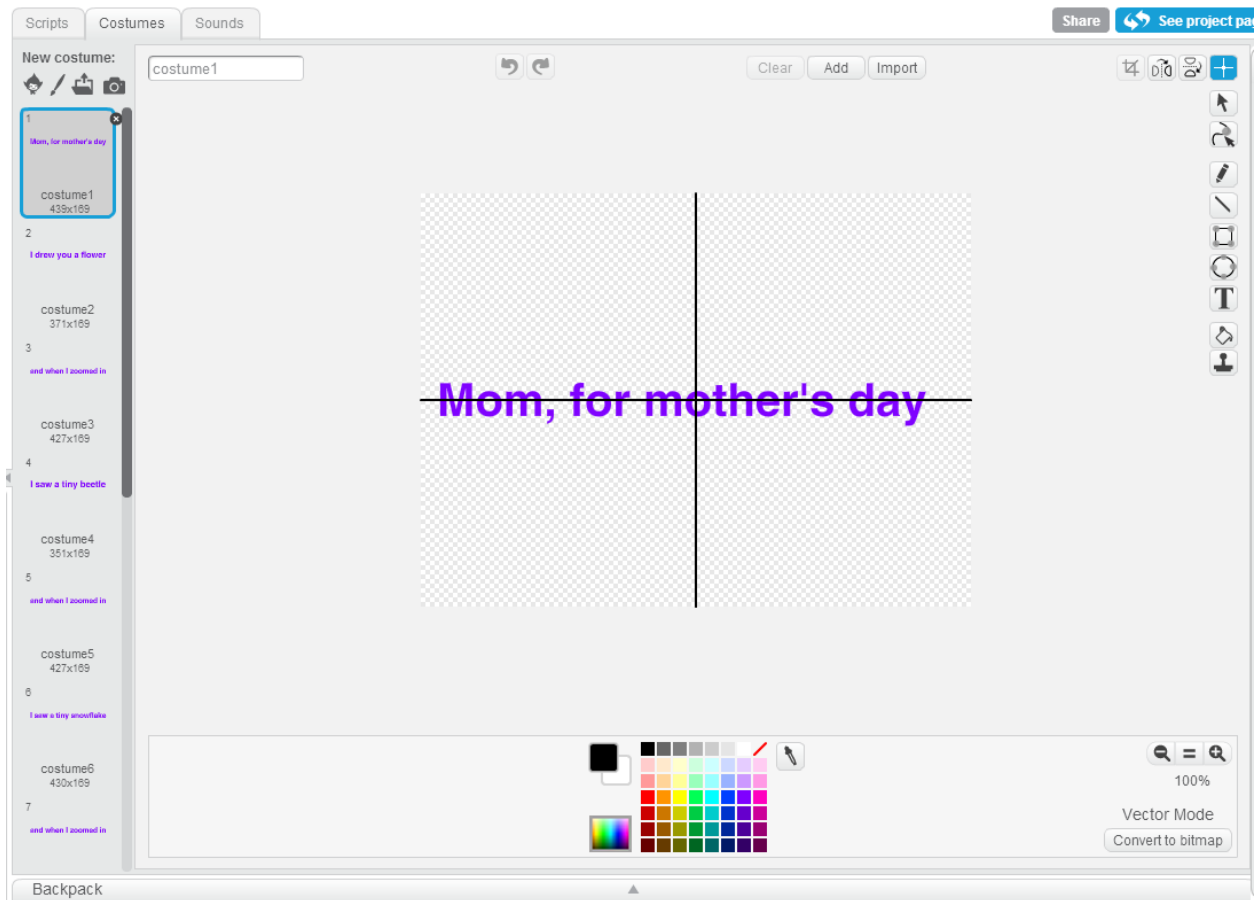 Scripts
Costumes
Sounds
Share
See project pag
New costume:
costume1
Clear
Add
Import
1
Mom, for mother's day
costume1
439x169
2
I drew you a flower
costume2
371x169
3
and when I zoomed in
costume3
427x169
4
I saw a tiny beetle
costume4
351x169
5
and when I zoomed in
costume5
427x169
6
I saw a tiny snowflake
costume6
430x169
7
and when I zoomed in
Mom, for mother's day
T
100%
Vector Mode
Convert to bitmap
Backpack